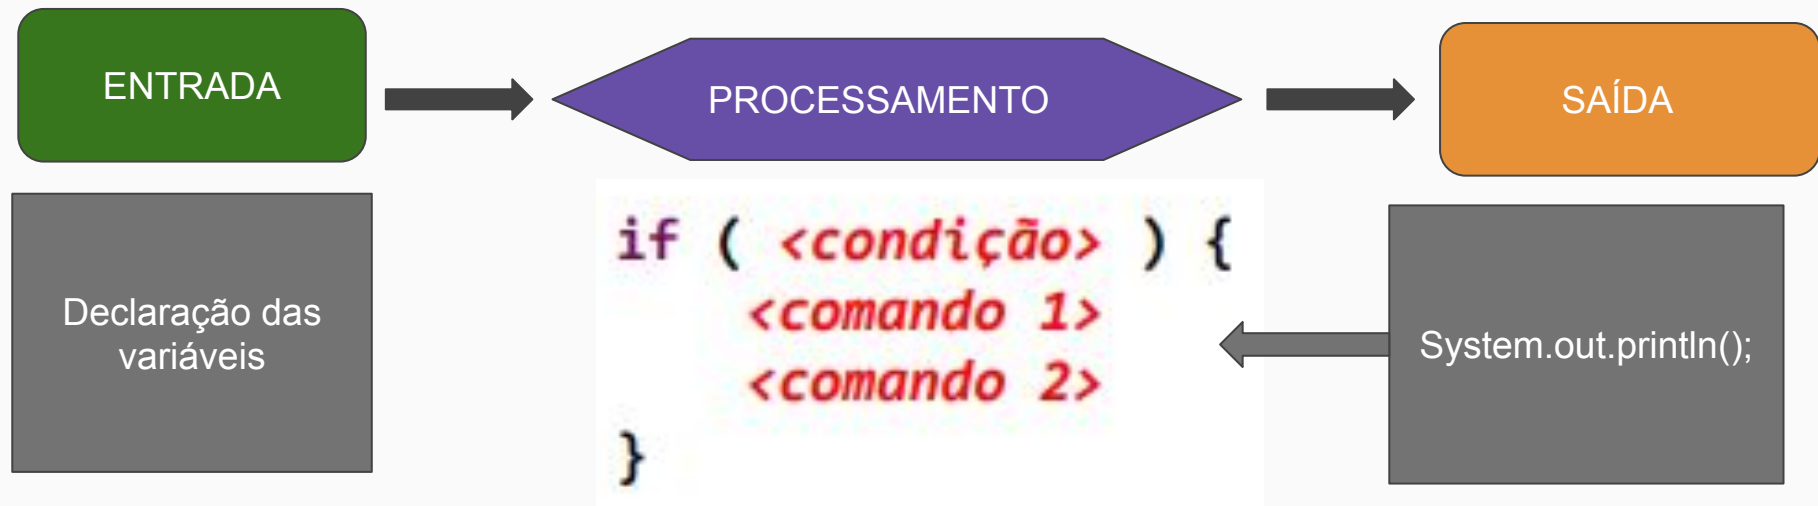 ENTRADA
PROCESSAMENTO
SAÍDA
Declaração das
variáveis
if ( <condição> ) {
<comando 1>
<comando 2>
}
System.out.println();